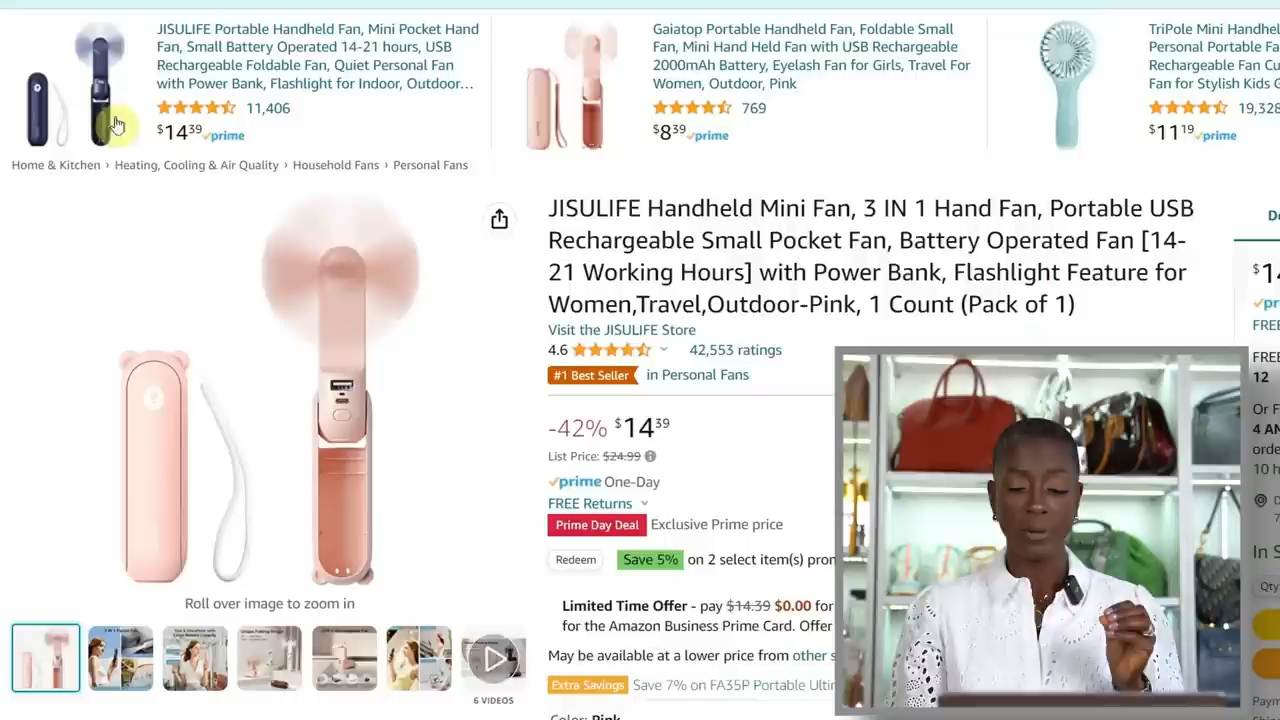 JISULIFE Portable Handheld Fan, Mini Pocket Hand
Fan, Small Battery Operated 14-21 hours, USB
Rechargeable Foldable Fan, Quiet Personal Fan
with Power Bank, Flashlight for Indoor, Outdoor...
11,406
$14.39 prime
Gaiatop Portable Handheld Fan, Foldable Small
Fan, Mini Hand Held Fan with USB Rechargeable
2000mAh Battery, Eyelash Fan for Girls, Travel For
Women, Outdoor, Pink
769
$8.39 prime
TriPole Mini Handhel
Personal Portable Fa
Rechargeable Fan Cu
Fan for Stylish Kids G
19,328
$11.19 prime
Home & Kitchen › Heating, Cooling & Air Quality › Household Fans › Personal Fans
JISULIFE Handheld Mini Fan, 3 IN 1 Hand Fan, Portable USB
Rechargeable Small Pocket Fan, Battery Operated Fan [14-
21 Working Hours] with Power Bank, Flashlight Feature for
Women,Travel,Outdoor-Pink, 1 Count (Pack of 1)
Visit the JISULIFE Store
4.6 42,553 ratings
#1 Best Seller in Personal Fans
-42% $14.39
List Price: $24.99
prime One-Day
FREE Returns
Prime Day Deal Exclusive Prime price
Redeem Save 5% on 2 select item(s) pron
Limited Time Offer - pay $14.39 $0.00 for
for the Amazon Business Prime Card. Offer
May be available at a lower price from other s
Extra Savings Save 7% on FA35P Portable Ultir
Color: Pink
Roll over image to zoom in
6 VIDEOS
De
$1
pr
FREE
FREE
12
Or F
4 AM
orde
10 h
In S
Qty
Paym